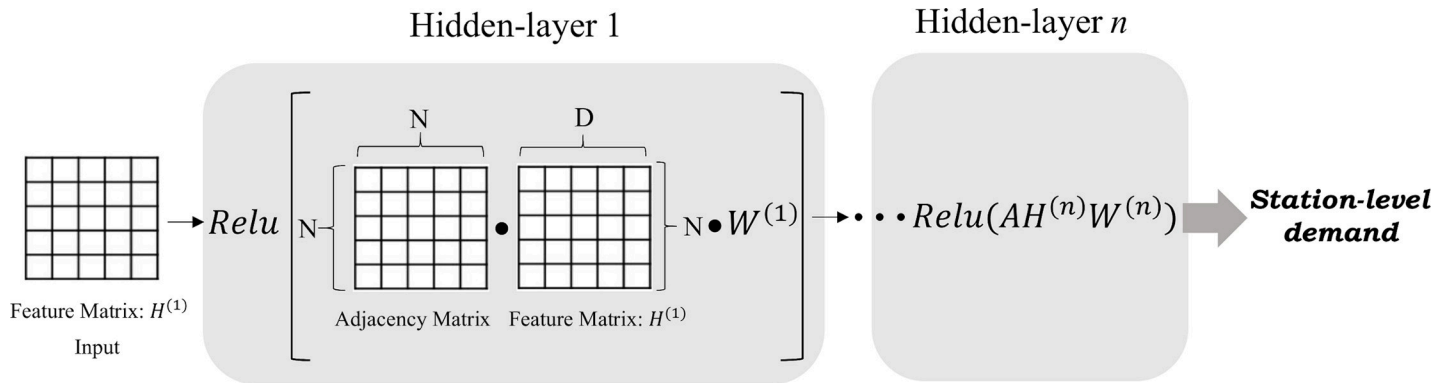 Hidden-layer 1
Hidden-layer n
N
D
Relu
N
N
• W⁽¹⁾
• • •
Relu(AH⁽ⁿ⁾W⁽ⁿ⁾)
Station-level
demand
Feature Matrix: H⁽¹⁾
Input
Adjacency Matrix
Feature Matrix: H⁽¹⁾